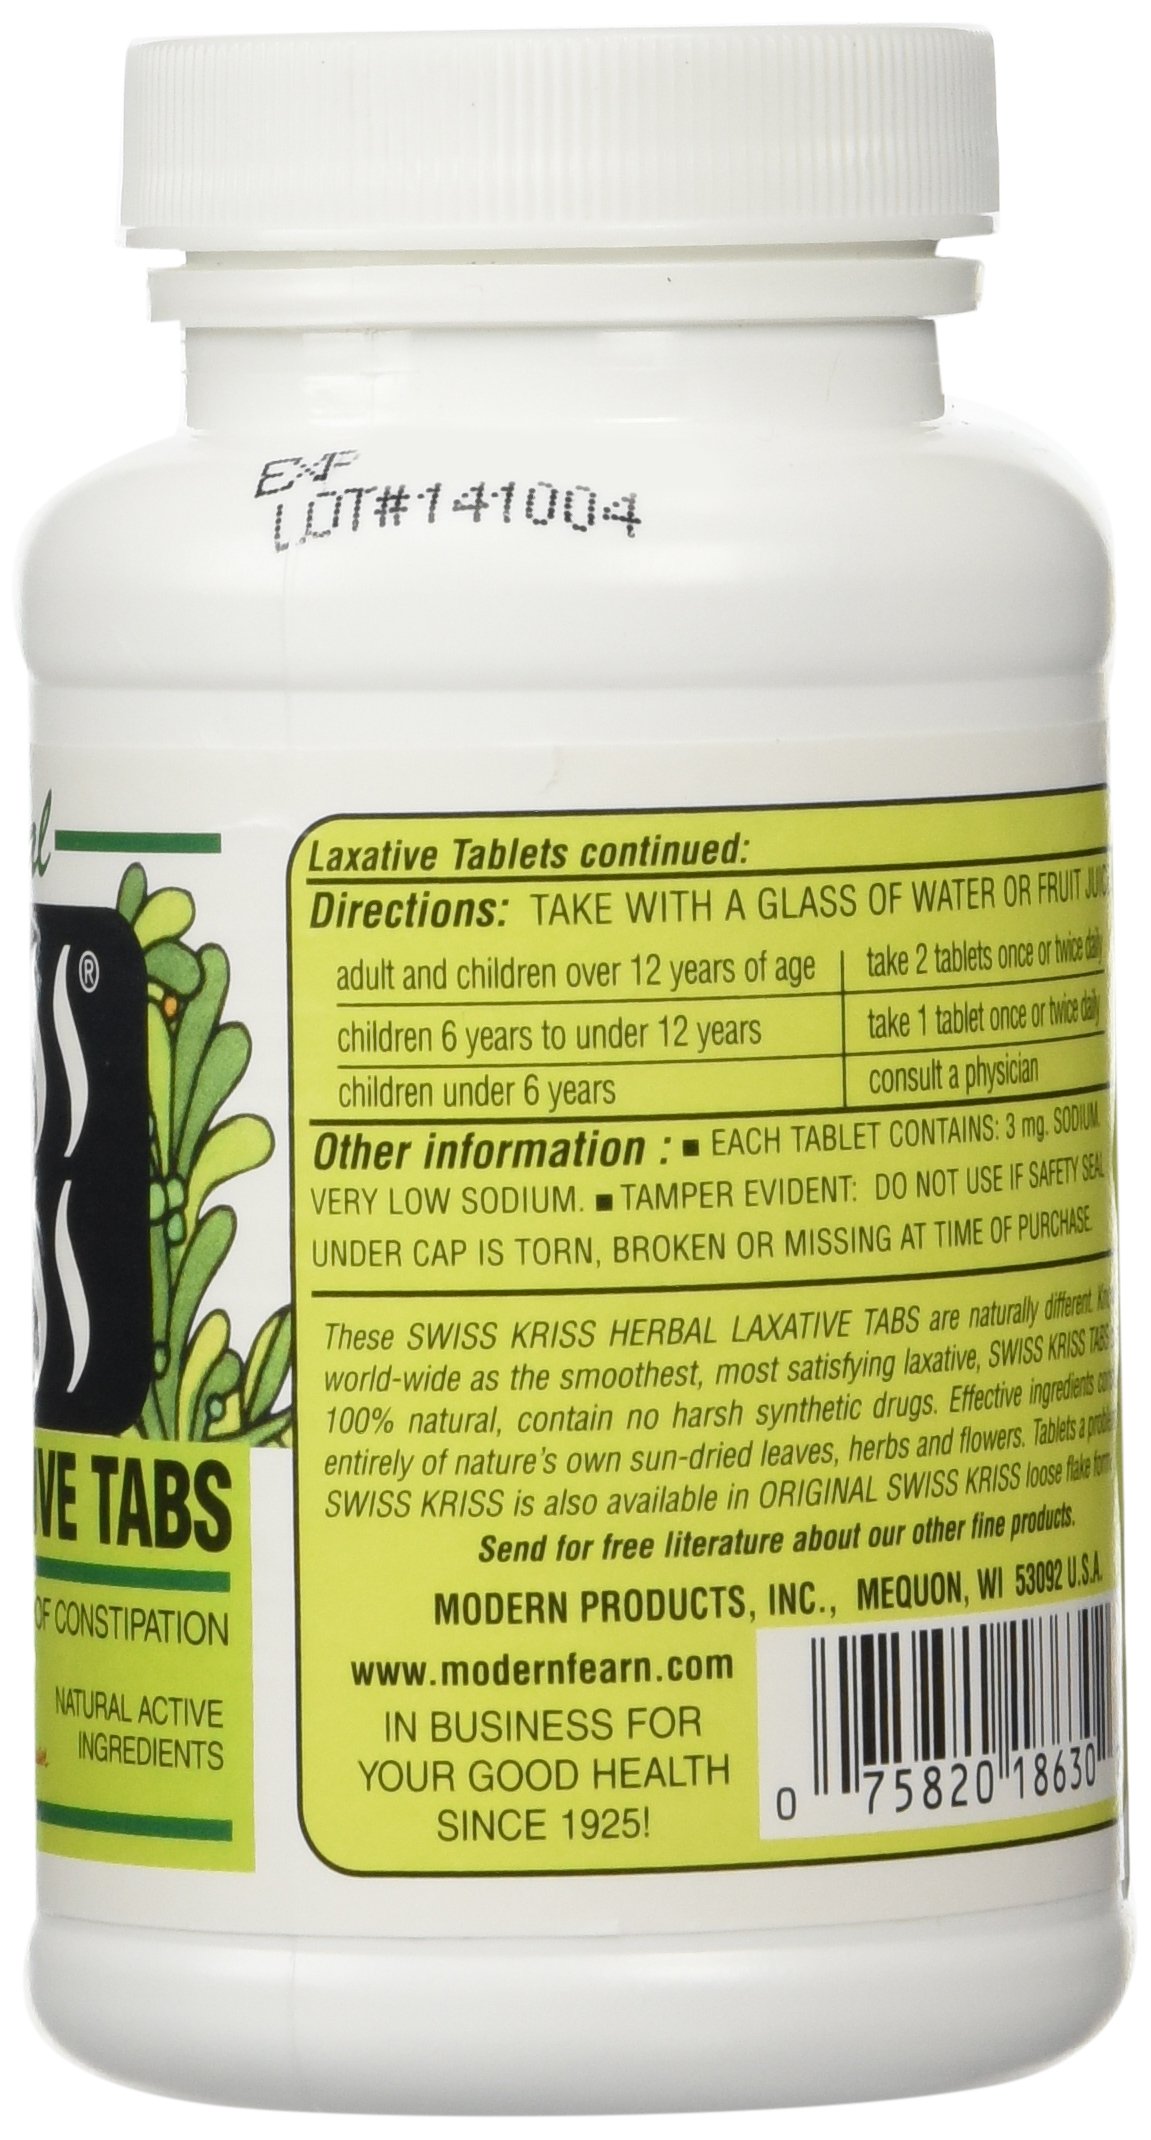 EXP
LOT#141004
®
Laxative Tablets continued:
Directions: TAKE WITH A GLASS OF WATER OR FRUIT
adult and children over 12 years of age take 2 tablets once or twice daily
children 6 years to under 12 years take 1 tablet once or twice daily
children under 6 years consult a physician
Other information : ■ EACH TABLET CONTAINS: 3 mg. SODIUM.
VERY LOW SODIUM. ■ TAMPER EVIDENT: DO NOT USE IF SAFETY SEAL
UNDER CAP IS TORN, BROKEN OR MISSING AT TIME OF PURCHASE.
These SWISS KRISS HERBAL LAXATIVE TABS are naturally different.
world-wide as the smoothest, most satisfying laxative, SWISS KRISS TABS
100% natural, contain no harsh synthetic drugs. Effective ingredients
entirely of nature's own sun-dried leaves, herbs and flowers. Tablets a
SWISS KRISS is also available in ORIGINAL SWISS KRISS loose flake form
Send for free literature about our other fine products.
MODERN PRODUCTS, INC., MEQUON, WI 53092 U.S.A.
www.modernfearn.com
IN BUSINESS FOR
YOUR GOOD HEALTH
SINCE 1925!
0 75820 18630
VE TABS
OF CONSTIPATION
NATURAL ACTIVE
INGREDIENTS